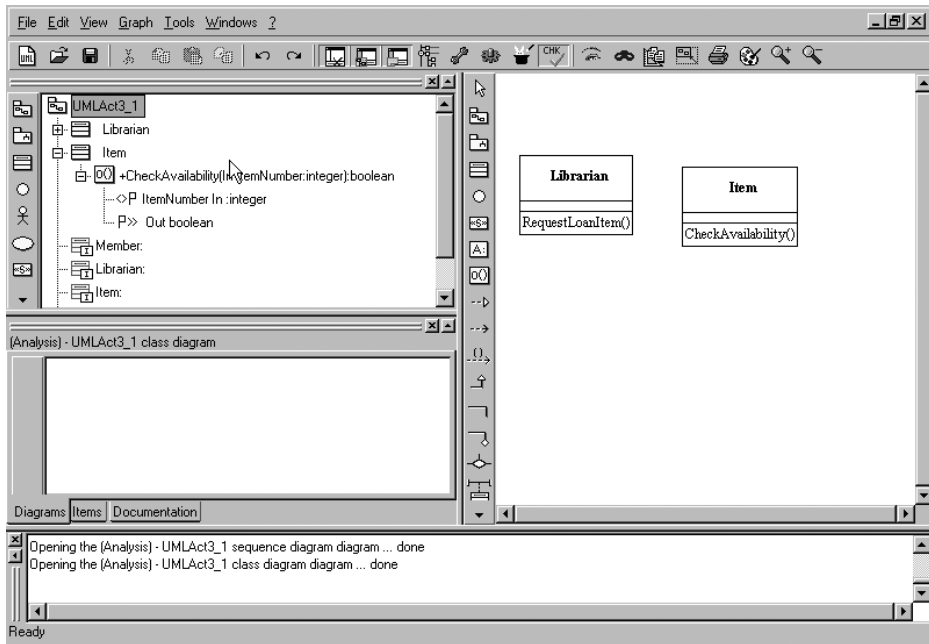 File Edit View Graph Tools Windows ?
UML
CHK
UMLAct3_1
Librarian
Item
+CheckAvailability(In ItemNumber:integer):boolean
ItemNumber In :integer
Out boolean
Member:
Librarian:
Item:
(Analysis) - UMLAct3_1 class diagram
Diagrams Items Documentation
«S»
«S»
A:
o()
Librarian
RequestLoanItem()
Item
CheckAvailability()
Opening the (Analysis) - UMLAct3_1 sequence diagram diagram ... done
Opening the (Analysis) - UMLAct3_1 class diagram diagram ... done
Ready